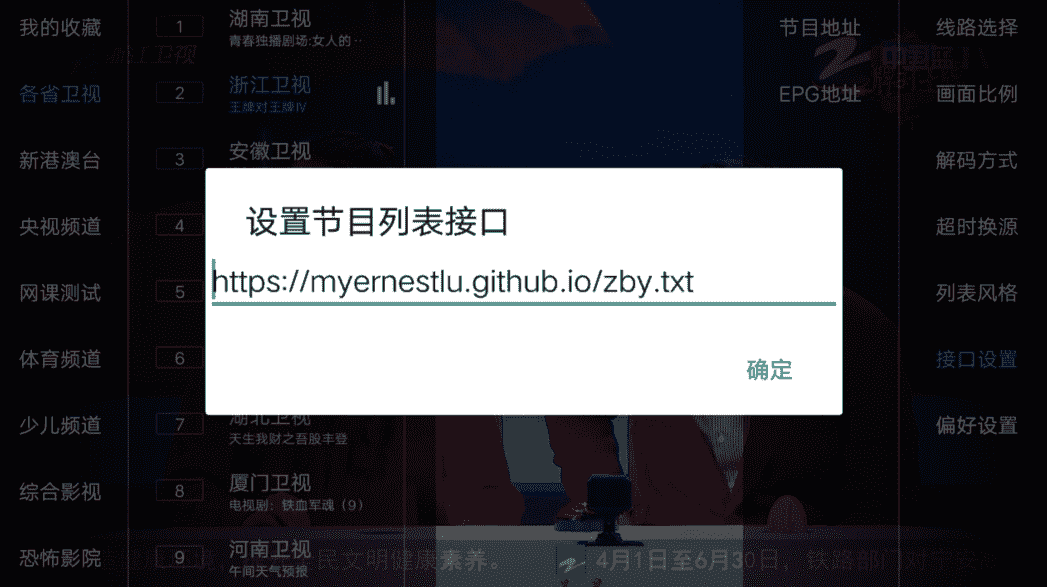 我的收藏
各省卫视
新港澳台
央视频道
网课测试
体育频道
少儿频道
综合影视
恐怖影院
1
湖南卫视
青春独播剧场:女人的··
2
浙江卫视
王牌对王牌Ⅳ
3
安徽卫视
4
5
6
7
湖北卫视
天生我财之吾股丰登
8
厦门卫视
电视剧：铁血军魂（9）
9
河南卫视
午间天气预报
节目地址
EPG地址
线路选择
画面比例
解码方式
超时换源
列表风格
接口设置
偏好设置
设置节目列表接口
https://myernestlu.github.io/zby.txt
确定
浙江卫视
中国蓝
民文明健康素养。
4月1日至6月30日，铁路部门对